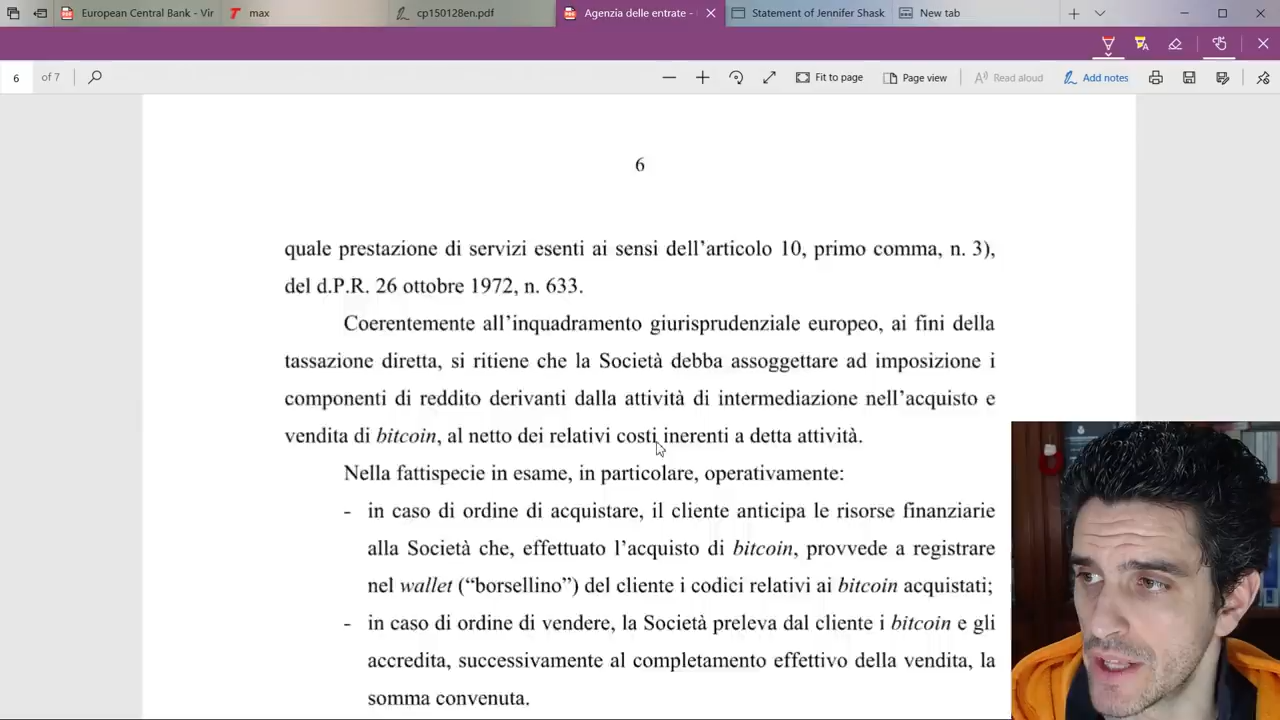 European Central Bank - Vir
max
cp150128en.pdf
Agenzia delle entrate -
Statement of Jennifer Shask
New tab
6 of 7
Fit to page
Page view
Read aloud
Add notes
6
quale prestazione di servizi esenti ai sensi dell’articolo 10, primo comma, n. 3),
del d.P.R. 26 ottobre 1972, n. 633.
Coerentemente all’inquadramento giurisprudenziale europeo, ai fini della
tassazione diretta, si ritiene che la Società debba assoggettare ad imposizione i
componenti di reddito derivanti dalla attività di intermediazione nell’acquisto e
vendita di bitcoin, al netto dei relativi costi inerenti a detta attività.
Nella fattispecie in esame, in particolare, operativamente:
- in caso di ordine di acquistare, il cliente anticipa le risorse finanziarie
alla Società che, effettuato l’acquisto di bitcoin, provvede a registrare
nel wallet (“borsellino”) del cliente i codici relativi ai bitcoin acquistati;
- in caso di ordine di vendere, la Società preleva dal cliente i bitcoin e gli
accredita, successivamente al completamento effettivo della vendita, la
somma convenuta.